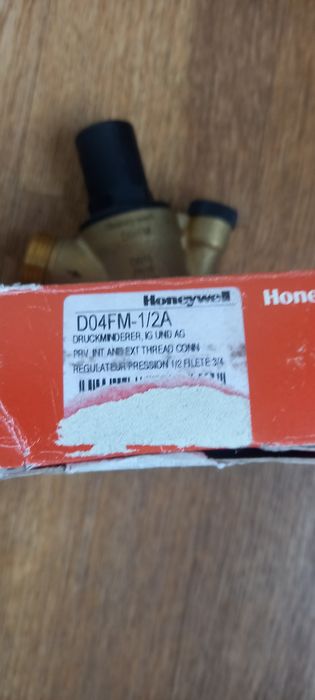 Honeywell
Hone
D04FM-1/2A
DRUCKMINDERER, IG UND AG
PRV, INT AND EXT THREAD CONN
REGULATEUR PRESSION 1/2 FILETE 3/4